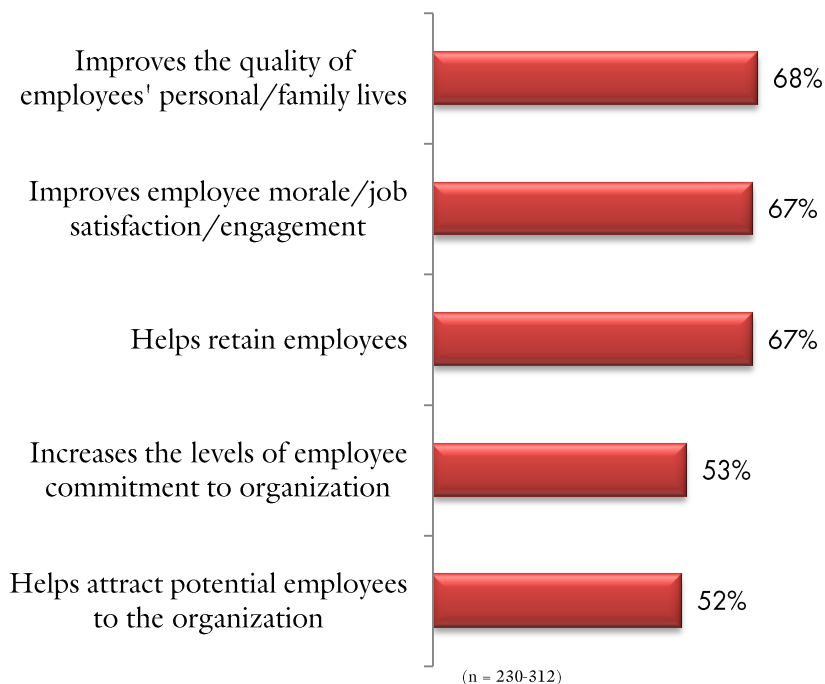 Improves the quality of
employees' personal/family lives
68%
Improves employee morale/job
satisfaction/engagement
67%
Helps retain employees
67%
Increases the levels of employee
commitment to organization
53%
Helps attract potential employees
to the organization
52%
(n = 230-312)